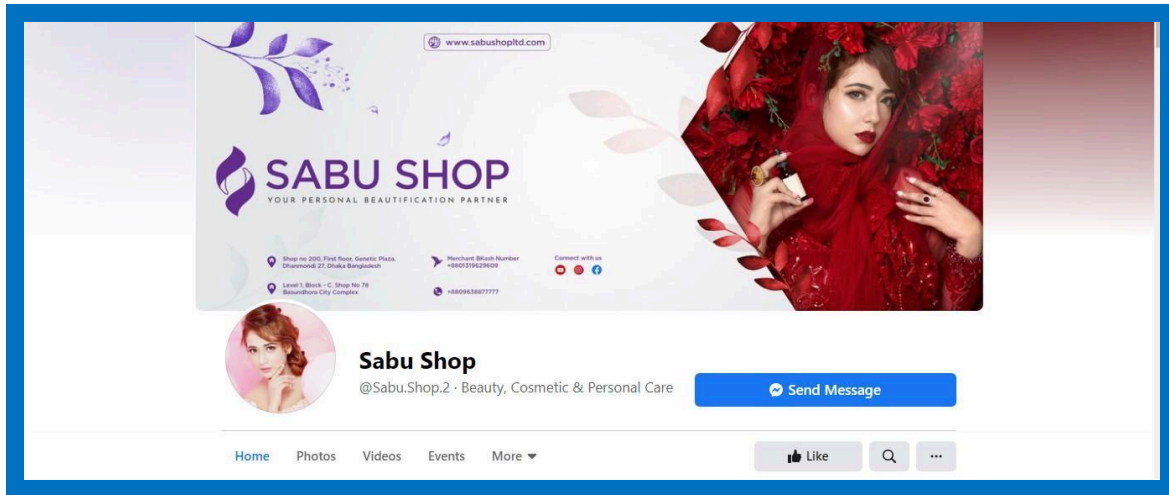 www.sabushopltd.com
SABU SHOP
YOUR PERSONAL BEAUTIFICATION PARTNER
Shop no 200, First floor, Genetic Plaza,
Dhanmondi 27, Dhaka Bangladesh
Level 1, Block - C, Shop No 78
Basundhora City Complex
Merchant BKash Number
+8801319629609
+8809638877777
Connect with us
Sabu Shop
@Sabu.Shop.2 · Beauty, Cosmetic & Personal Care
Send Message
Home Photos Videos Events More
Like